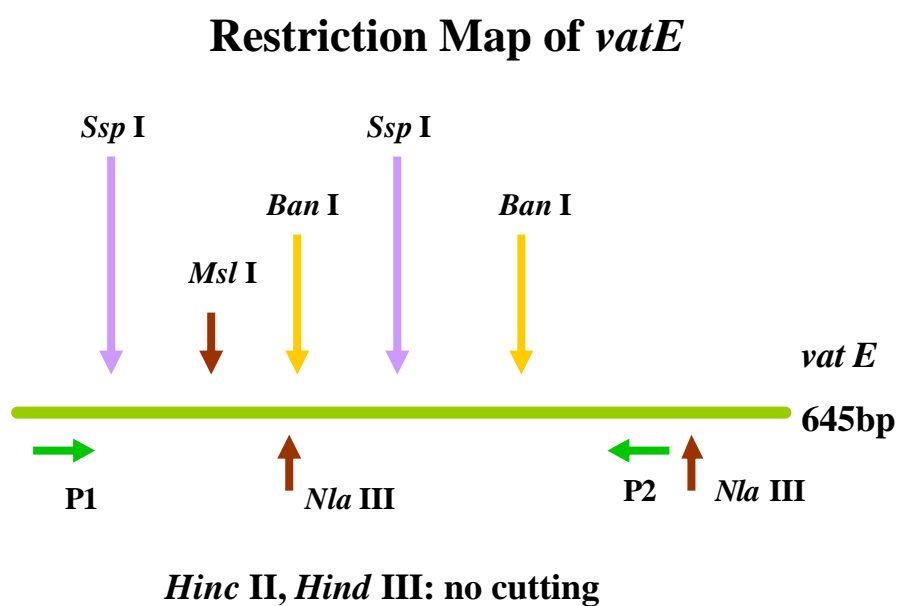 Restriction Map of vatE
Ssp I
Ssp I
Ban I
Ban I
Msl I
vat E
645bp
P1
Nla III
P2
Nla III
Hinc II, Hind III: no cutting